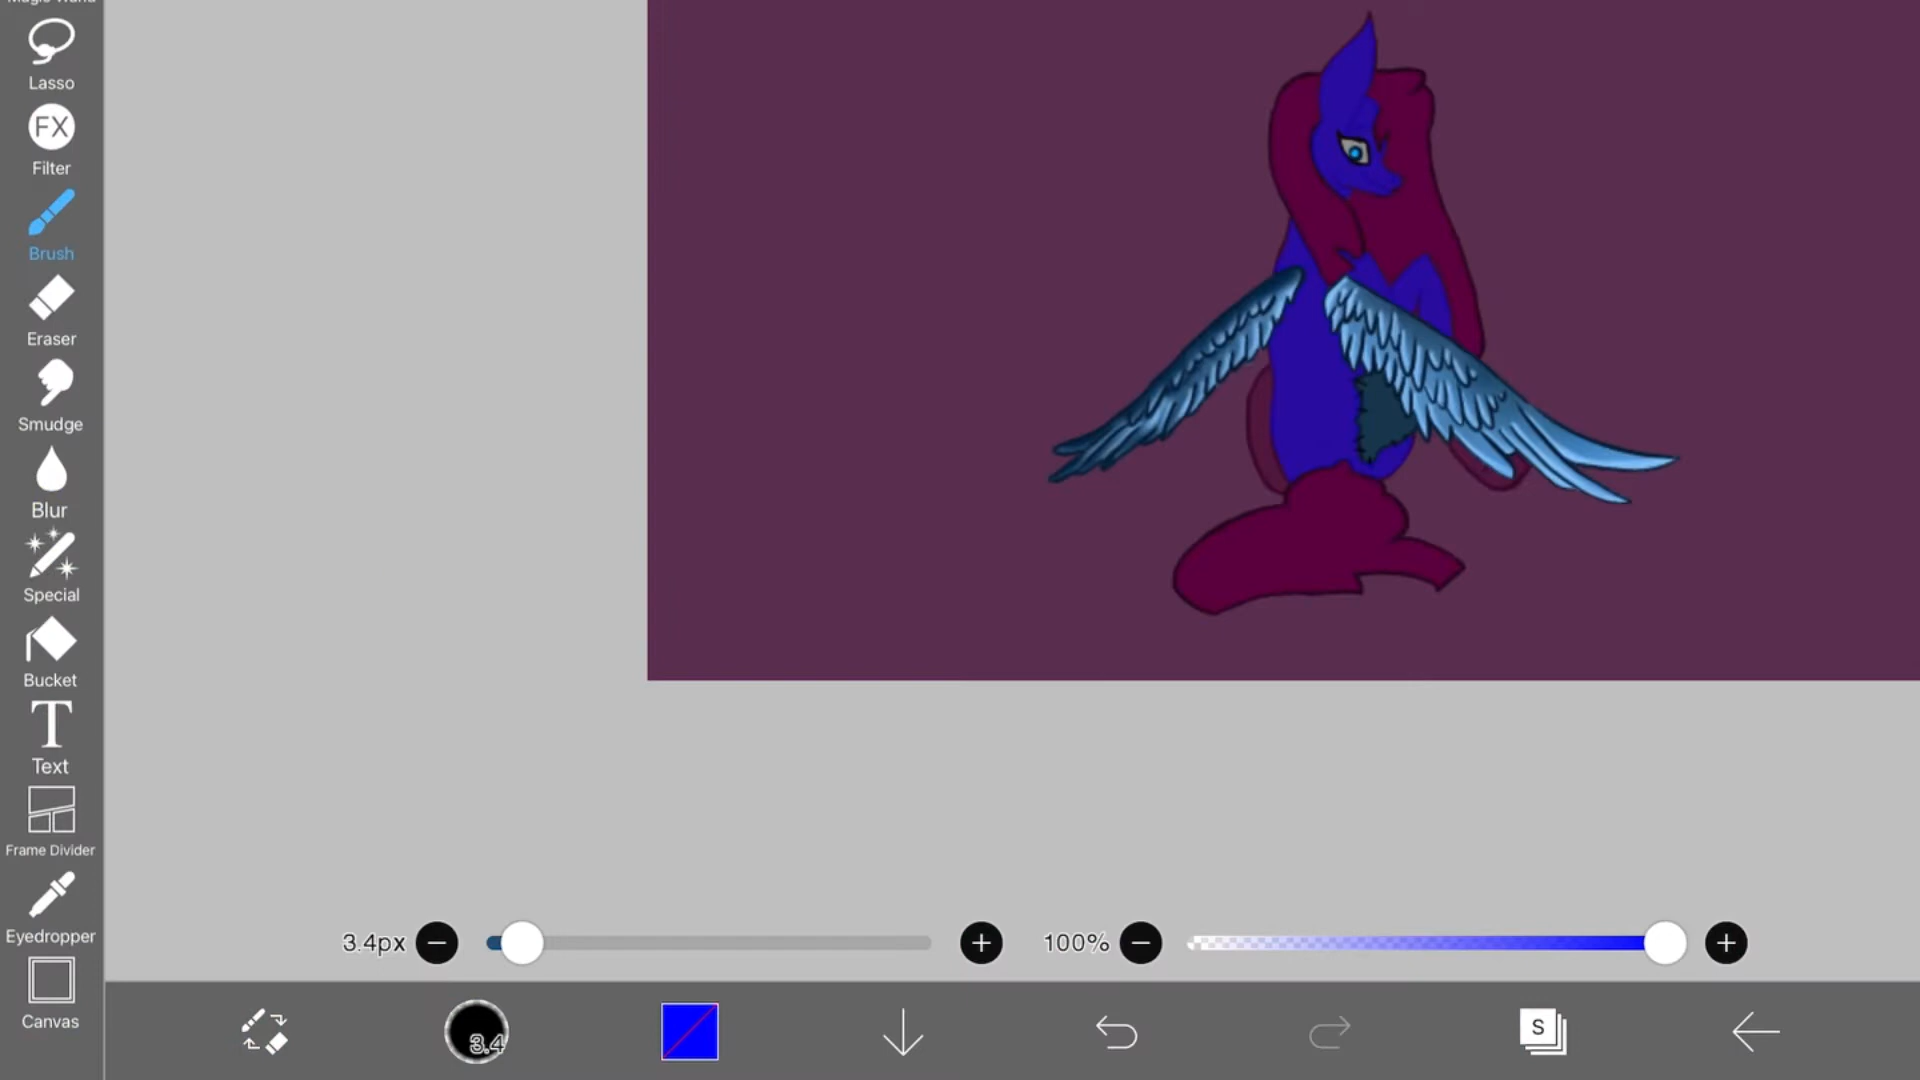 Lasso
FX
Filter
Brush
Eraser
Smudge
Blur
Special
Bucket
T
Text
Frame Divider
Eyedropper
Canvas
3.4px
100%
3.4
S